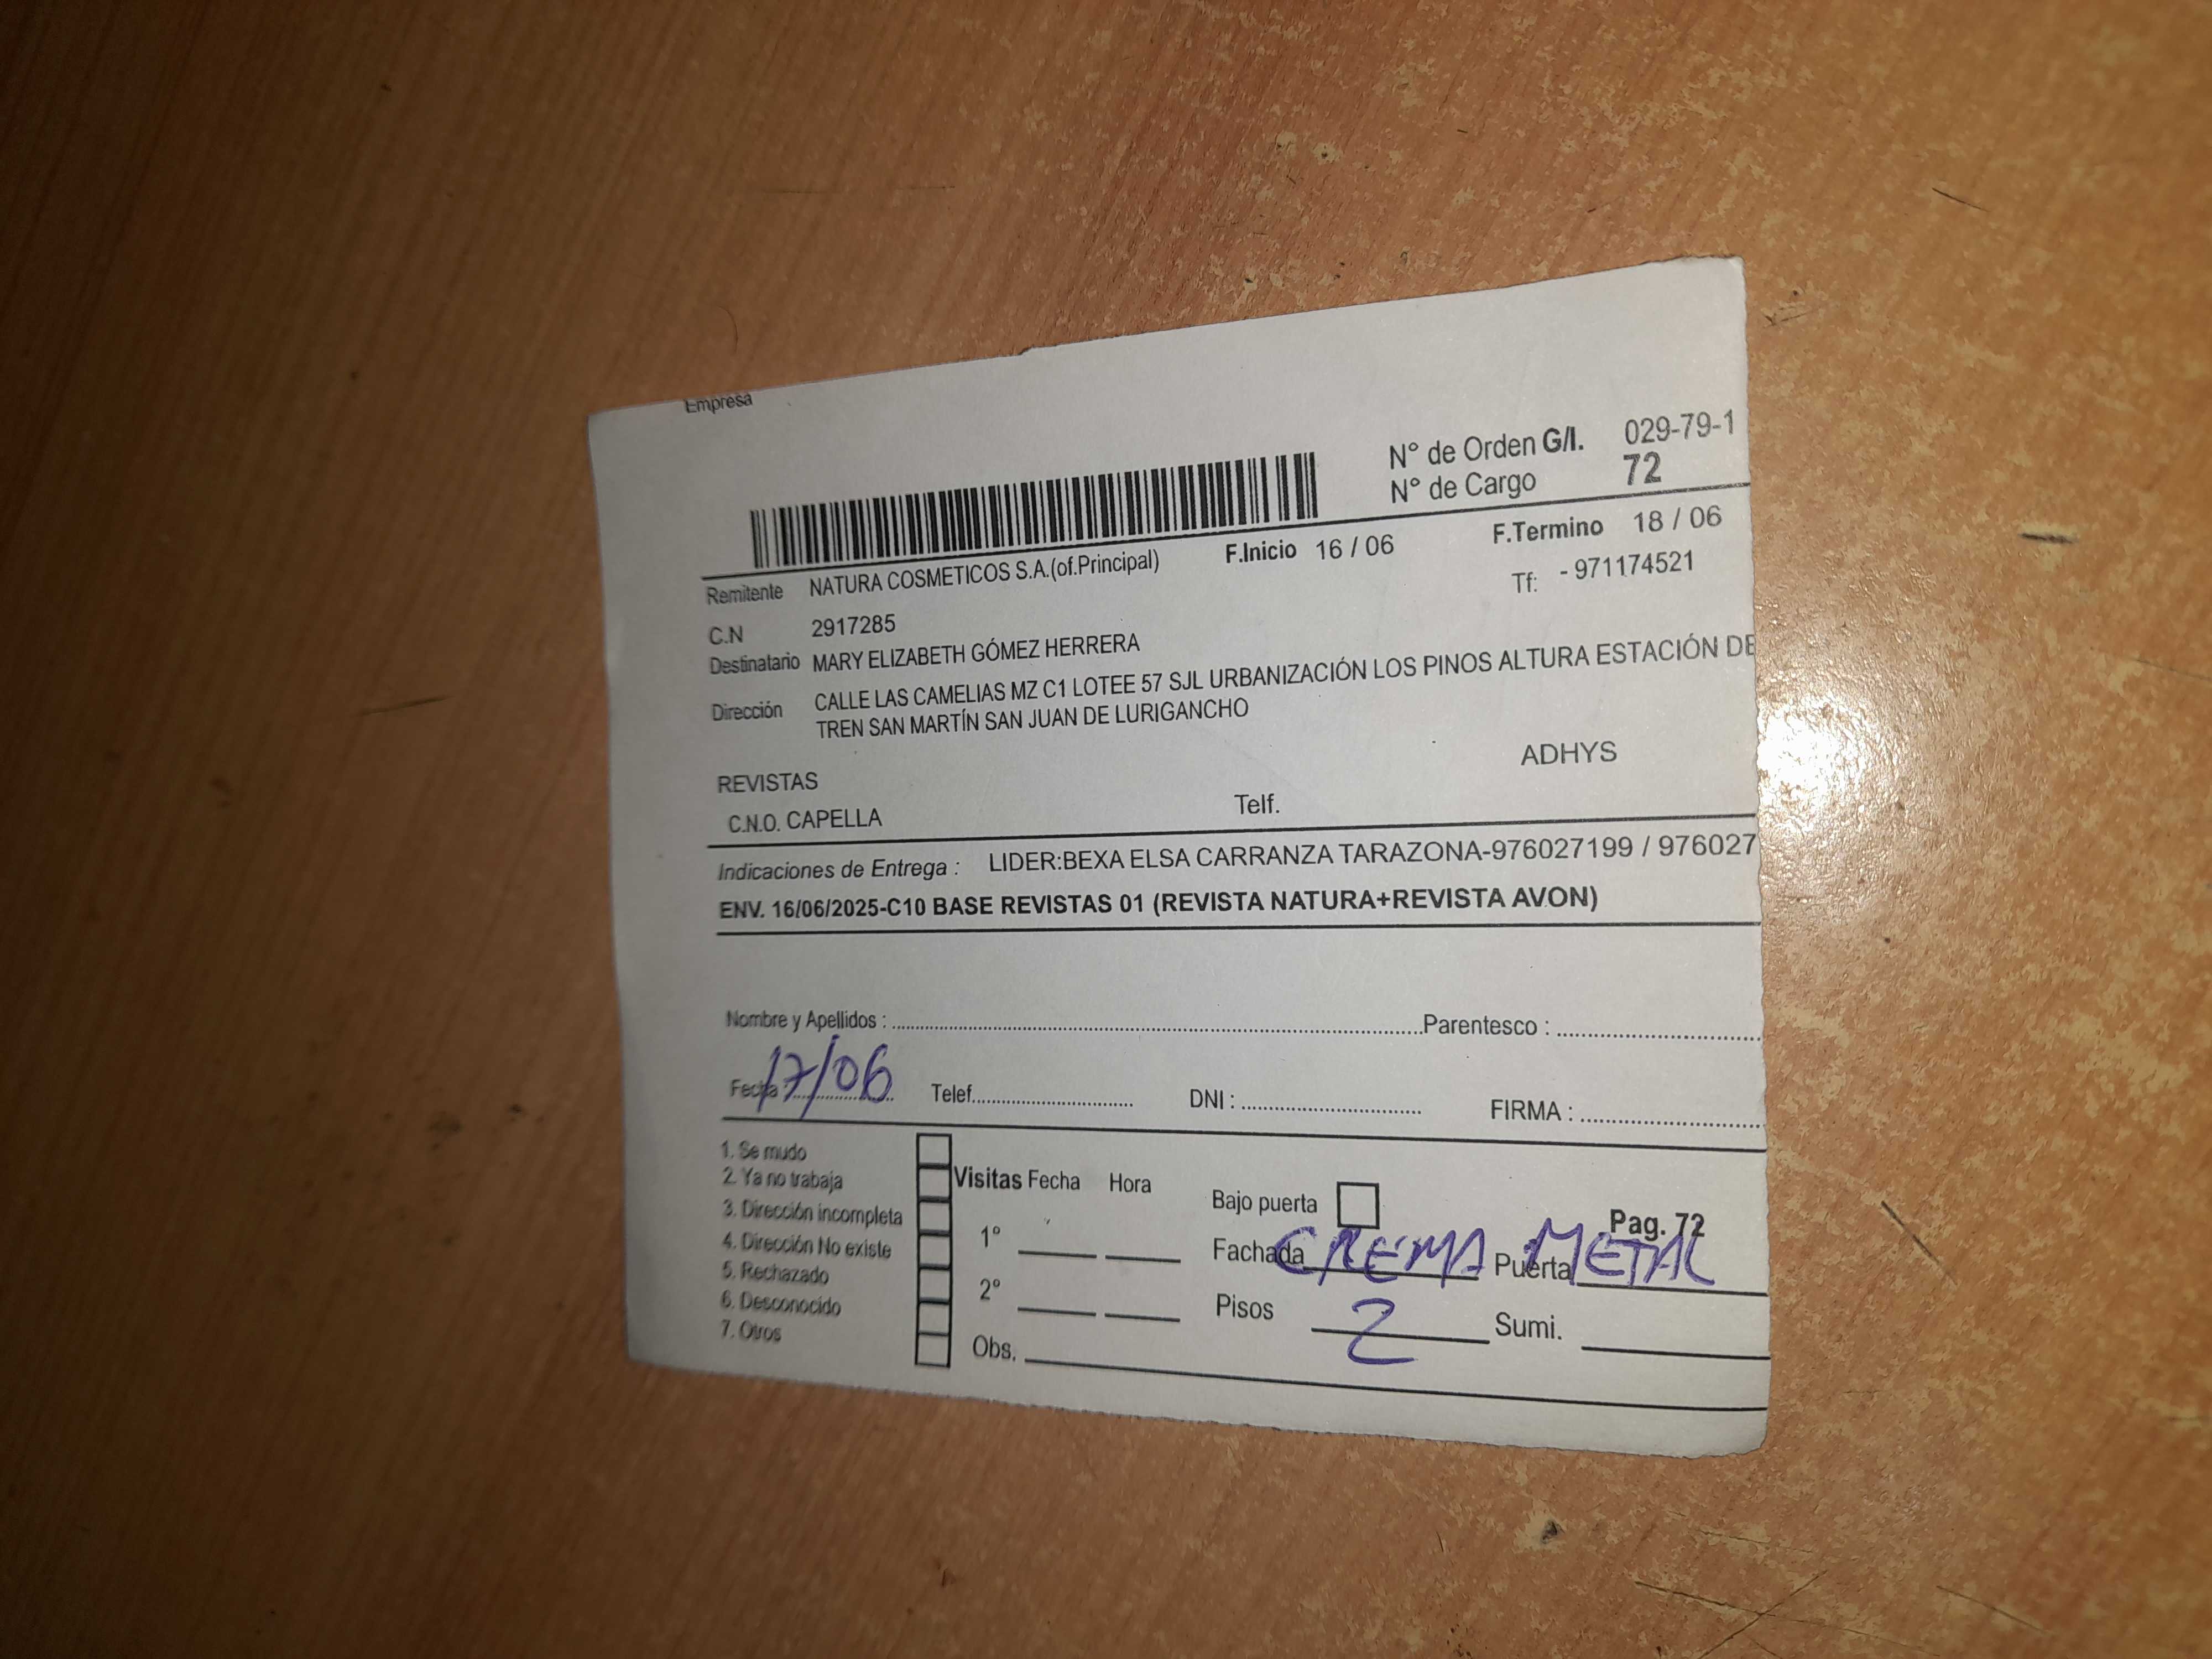 Empresa
N° de Orden G/I. 029-79-1
N° de Cargo 72
F.Inicio 16 / 06 F.Termino 18 / 06
Remitente NATURA COSMETICOS S.A.(of.Principal) Tf: - 971174521
C.N 2917285
Destinatario MARY ELIZABETH GÓMEZ HERRERA
Dirección CALLE LAS CAMELIAS MZ C1 LOTEE 57 SJL URBANIZACIÓN LOS PINOS ALTURA ESTACIÓN DE
TREN SAN MARTÍN SAN JUAN DE LURIGANCHO
REVISTAS ADHYS
C.N.O. CAPELLA Telf.
Indicaciones de Entrega : LIDER:BEXA ELSA CARRANZA TARAZONA-976027199 / 976027
ENV. 16/06/2025-C10 BASE REVISTAS 01 (REVISTA NATURA+REVISTA AVON)
Nombre y Apellidos : Parentesco :
Fecha : 17/06 Telef. DNI : FIRMA :
1. Se mudo
2. Ya no trabaja Visitas Fecha Hora Bajo puerta
3. Dirección incompleta Pag. 72
4. Dirección No existe 1° Fachada CREMA Puerta METAL
5. Rechazado
6. Desconocido 2° Pisos 2 Sumi.
7. Otros Obs.